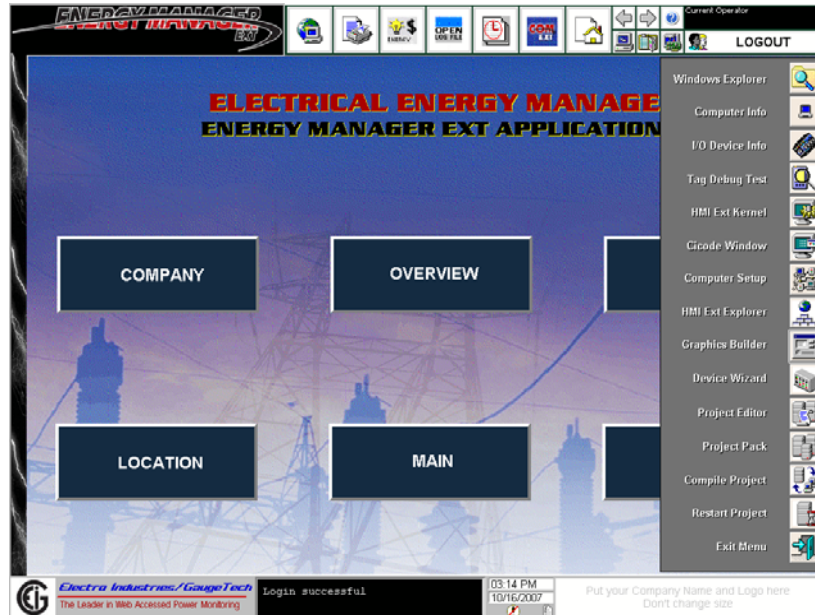 ENERGY MANAGER
EXT
ENERGY
$
OPEN
LOG FILE
COM
EXT
Current Operator
LOGOUT
ELECTRICAL ENERGY MANAGE
ENERGY MANAGER EXT APPLICATION
COMPANY
OVERVIEW
LOCATION
MAIN
Windows Explorer
Computer Info
I/O Device Info
Tag Debug Test
HMI Ext Kernel
Cicode Window
Computer Setup
HMI Ext Explorer
Graphics Builder
Device Wizard
Project Editor
Project Pack
Compile Project
Restart Project
Exit Menu
EIG
Electro Industries/GaugeTech
The Leader in Web Accessed Power Monitoring
Login successful
03:14 PM
10/16/2007
Put your Company Name and Logo here
Don't change size